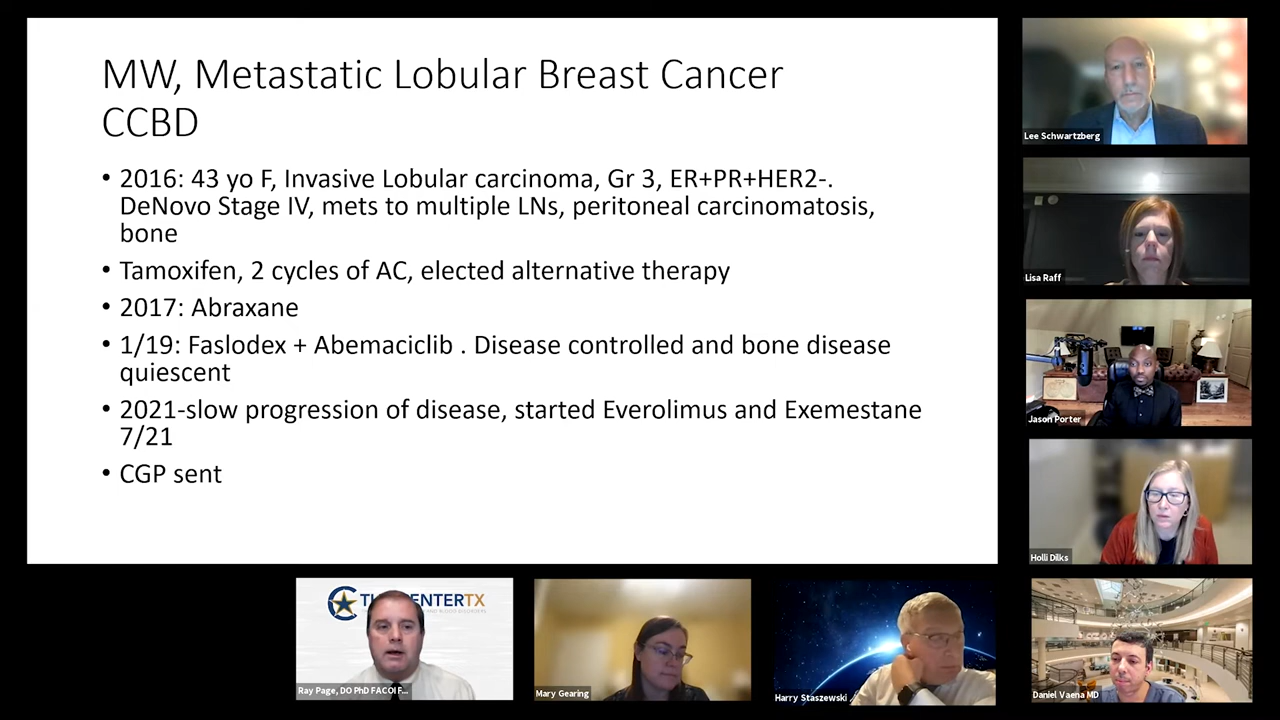 MW, Metastatic Lobular Breast Cancer
CCBD
• 2016: 43 yo F, Invasive Lobular carcinoma, Gr 3, ER+PR+HER2-.
DeNovo Stage IV, mets to multiple LNs, peritoneal carcinomatosis,
bone
• Tamoxifen, 2 cycles of AC, elected alternative therapy
• 2017: Abraxane
• 1/19: Faslodex + Abemaciclib . Disease controlled and bone disease
quiescent
• 2021-slow progression of disease, started Everolimus and Exemestane
7/21
• CGP sent
Lee Schwartzberg
Lisa Raff
Jason Porter
Holli Dilks
Ray Page, DO PhD FACOI F...
Mary Gearing
Harry Staszewski
Daniel Vaena MD